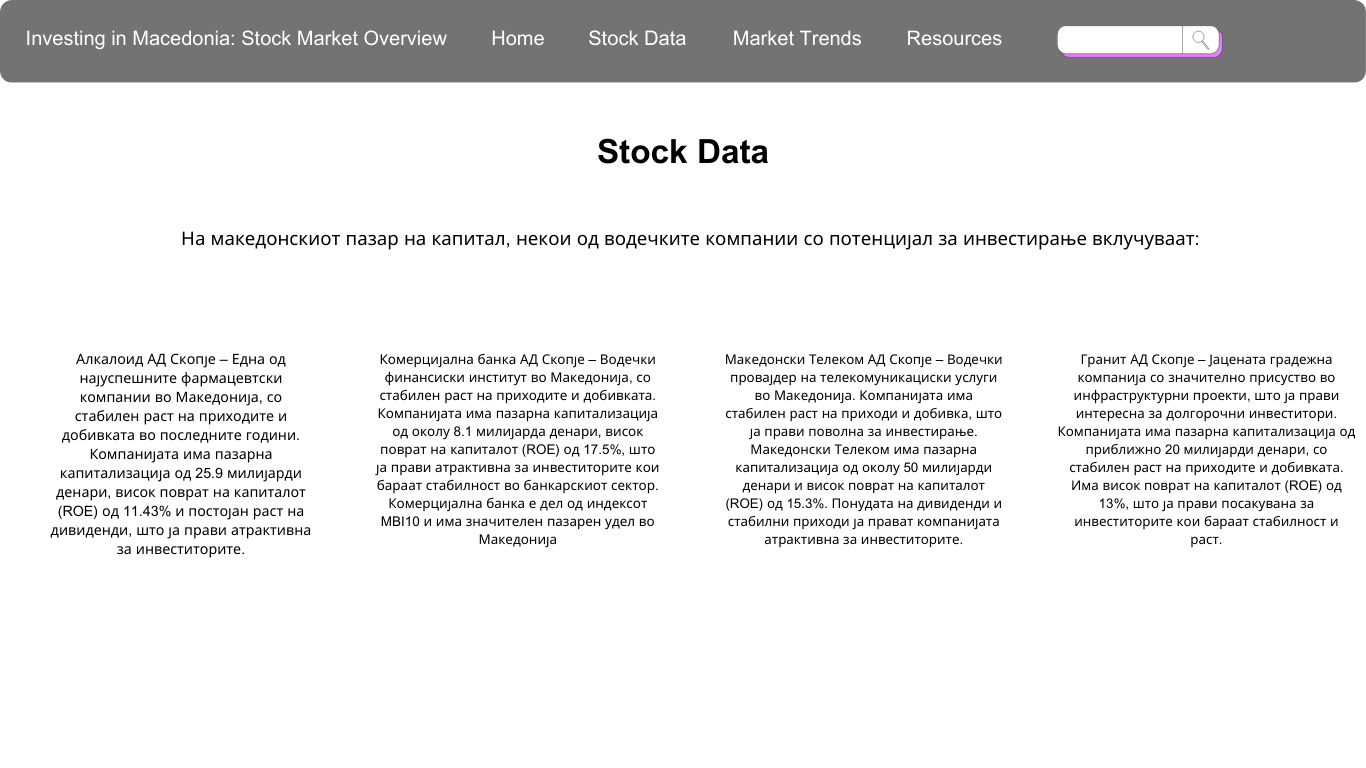 Investing in Macedonia: Stock Market Overview Home Stock Data Market Trends Resources
Stock Data
На македонскиот пазар на капитал, некои од водечките компании со потенцијал за инвестирање вклучуваат:
Алкалоид АД Скопје – Една од
најуспешните фармацевтски
компании во Македонија, со
стабилен раст на приходите и
добивката во последните години.
Компанијата има пазарна
капитализација од 25.9 милијарди
денари, висок поврат на капиталот
(ROE) од 11.43% и постојан раст на
дивиденди, што ја прави атрактивна
за инвеститорите.
Комерцијална банка АД Скопје – Водечки
финансиски институт во Македонија, со
стабилен раст на приходите и добивката.
Компанијата има пазарна капитализација
од околу 8.1 милијарда денари, висок
поврат на капиталот (ROE) од 17.5%, што
ја прави атрактивна за инвеститорите кои
бараат стабилност во банкарскиот сектор.
Комерцијална банка е дел од индексот
MBI10 и има значителен пазарен удел во
Македонија
Македонски Телеком АД Скопје – Водечки
провајдер на телекомуникациски услуги
во Македонија. Компанијата има
стабилен раст на приходи и добивка, што
ја прави поволна за инвестирање.
Македонски Телеком има пазарна
капитализација од околу 50 милијарди
денари и висок поврат на капиталот
(ROE) од 15.3%. Понудата на дивиденди и
стабилни приходи ја прават компанијата
атрактивна за инвеститорите.
Гранит АД Скопје – Јацената градежна
компанија со значително присуство во
инфраструктурни проекти, што ја прави
интересна за долгорочни инвеститори.
Компанијата има пазарна капитализација од
приближно 20 милијарди денари, со
стабилен раст на приходите и добивката.
Има висок поврат на капиталот (ROE) од
13%, што ја прави посакувана за
инвеститорите кои бараат стабилност и
раст.